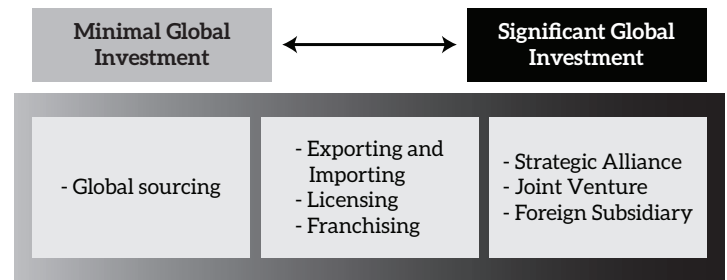 Minimal Global
Investment
Significant Global
Investment
- Global sourcing
- Exporting and
Importing
- Licensing
- Franchising
- Strategic Alliance
- Joint Venture
- Foreign Subsidiary